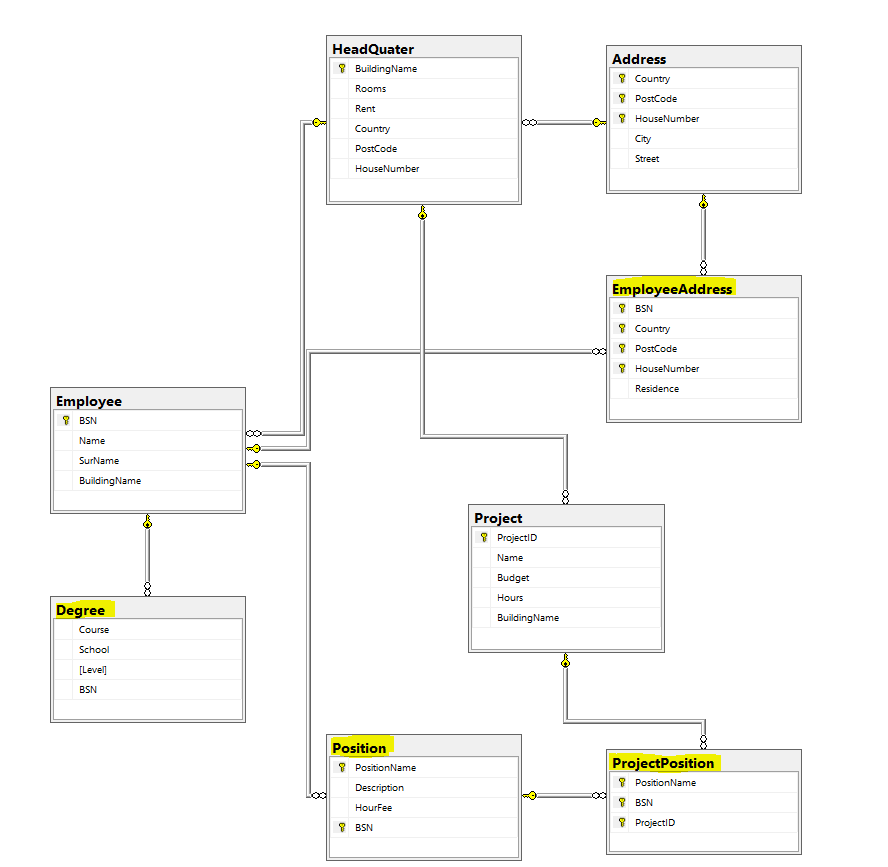 HeadQuater
BuildingName
Rooms
Rent
Country
PostCode
HouseNumber
Address
Country
PostCode
HouseNumber
City
Street
EmployeeAddress
BSN
Country
PostCode
HouseNumber
Residence
Employee
BSN
Name
SurName
BuildingName
Project
ProjectID
Name
Budget
Hours
BuildingName
Degree
Course
School
[Level]
BSN
Position
PositionName
Description
HourFee
BSN
ProjectPosition
PositionName
BSN
ProjectID